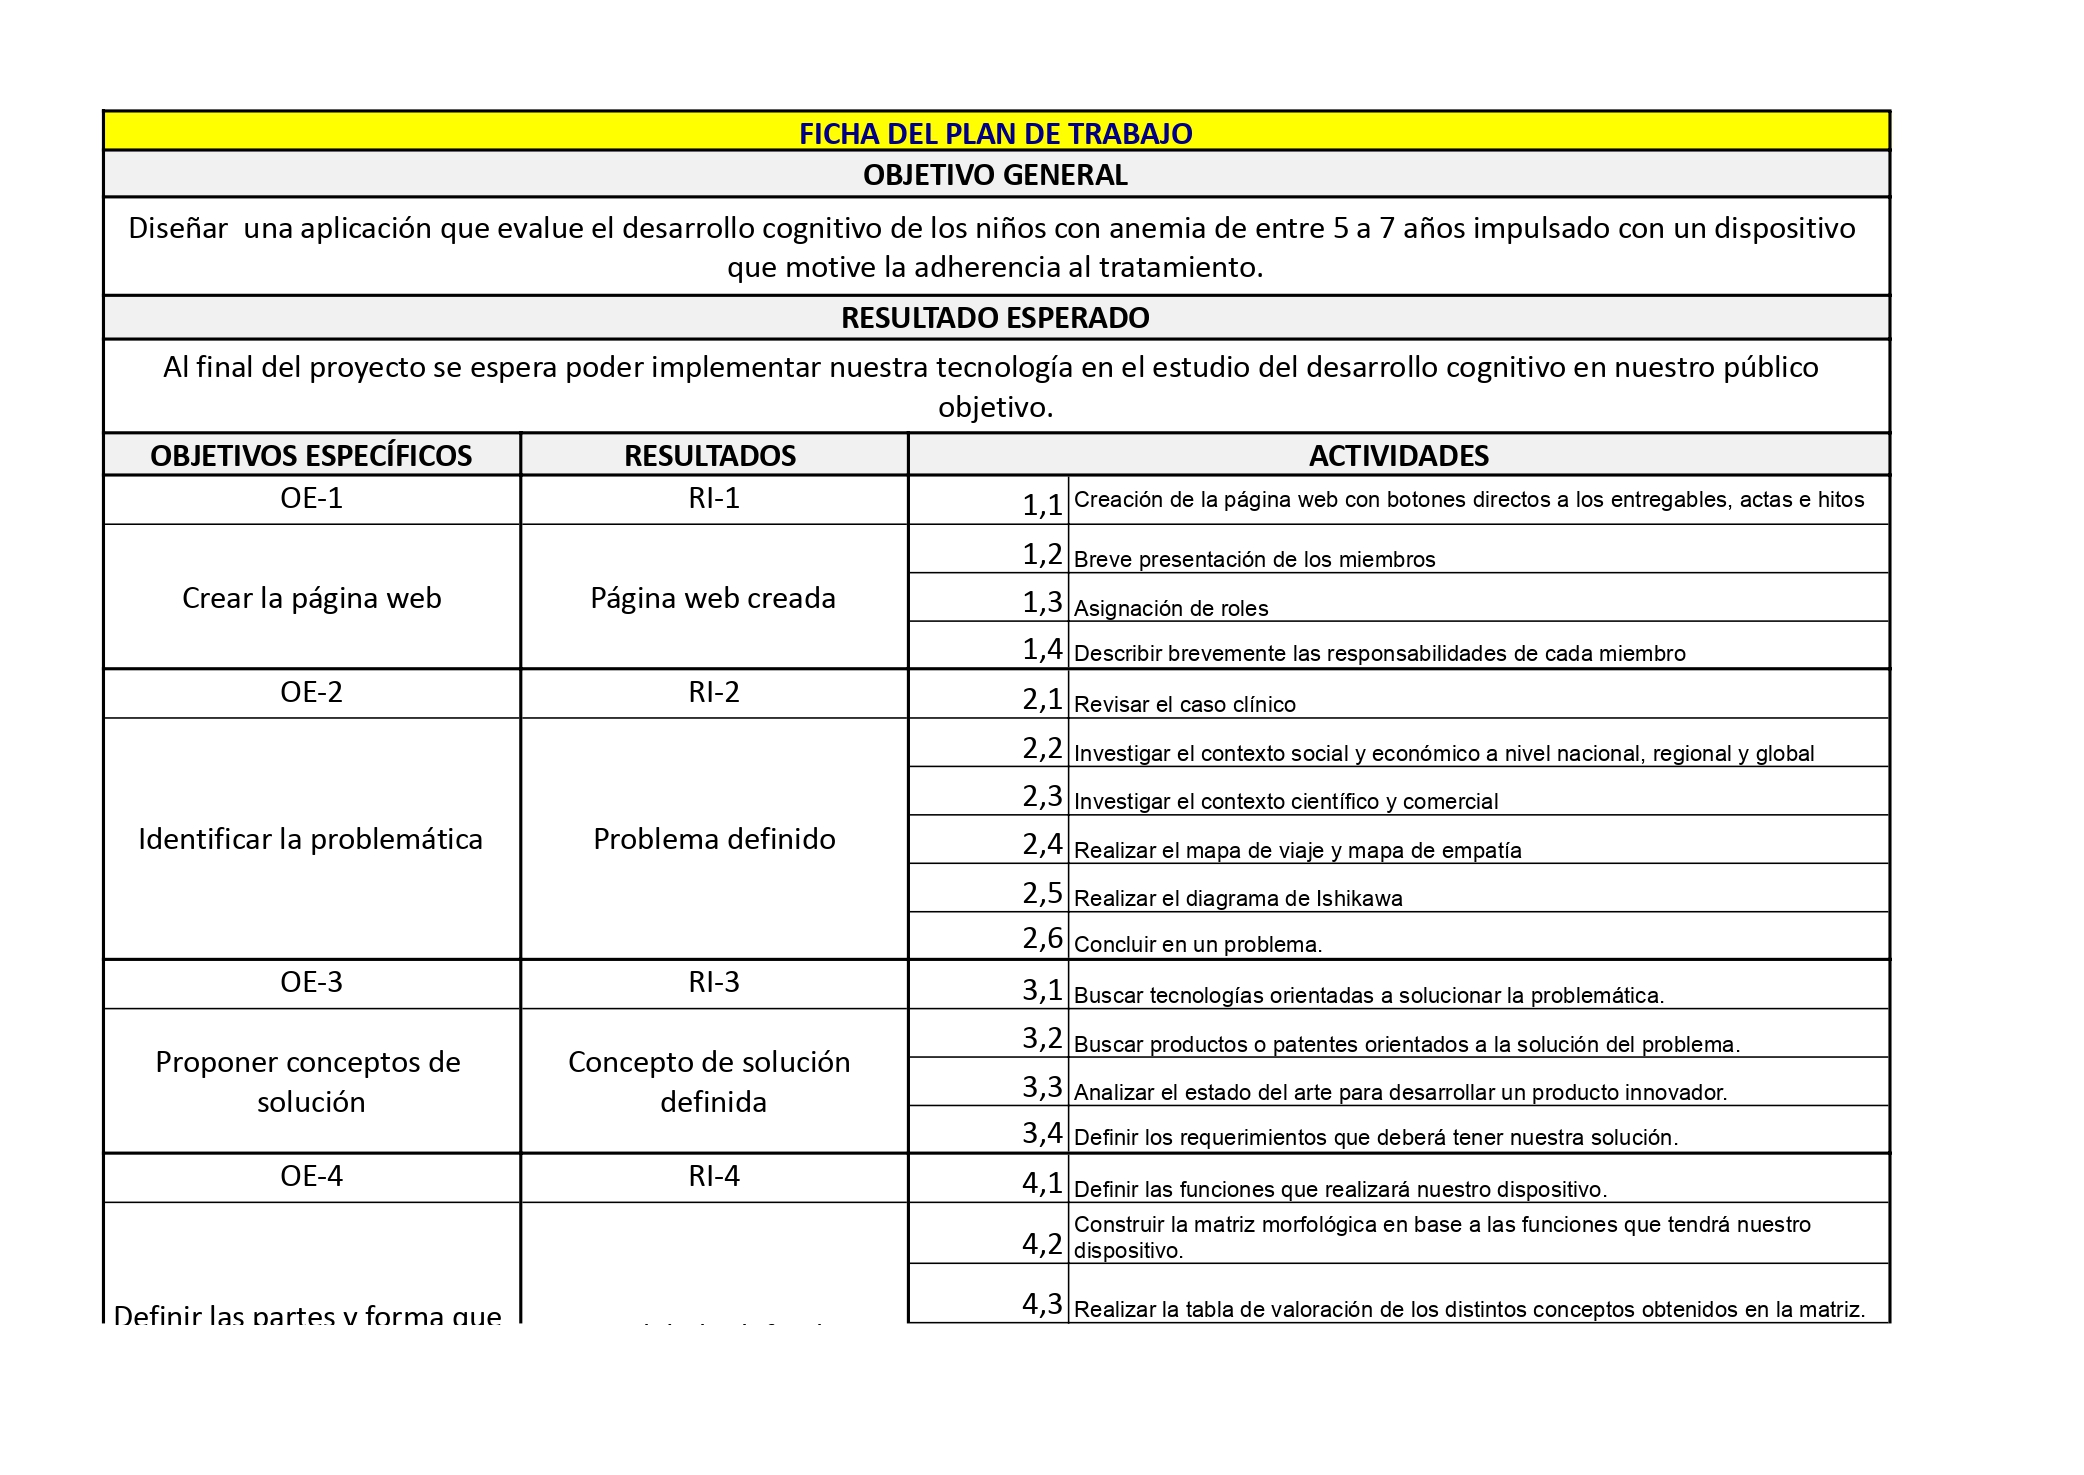 FICHA DEL PLAN DE TRABAJO
OBJETIVO GENERAL
Diseñar una aplicación que evalue el desarrollo cognitivo de los niños con anemia de entre 5 a 7 años impulsado con un dispositivo
que motive la adherencia al tratamiento.
RESULTADO ESPERADO
Al final del proyecto se espera poder implementar nuestra tecnología en el estudio del desarrollo cognitivo en nuestro público
objetivo.
OBJETIVOS ESPECÍFICOS RESULTADOS ACTIVIDADES
OE-1 RI-1 1,1 Creación de la página web con botones directos a los entregables, actas e hitos
1,2 Breve presentación de los miembros
Crear la página web Página web creada 1,3 Asignación de roles
1,4 Describir brevemente las responsabilidades de cada miembro
OE-2 RI-2 2,1 Revisar el caso clínico
2,2 Investigar el contexto social y económico a nivel nacional, regional y global
2,3 Investigar el contexto científico y comercial
Identificar la problemática Problema definido 2,4 Realizar el mapa de viaje y mapa de empatía
2,5 Realizar el diagrama de Ishikawa
2,6 Concluir en un problema.
OE-3 RI-3 3,1 Buscar tecnologías orientadas a solucionar la problemática.
3,2 Buscar productos o patentes orientados a la solución del problema.
Proponer conceptos de Concepto de solución
solución definida 3,3 Analizar el estado del arte para desarrollar un producto innovador.
3,4 Definir los requerimientos que deberá tener nuestra solución.
OE-4 RI-4 4,1 Definir las funciones que realizará nuestro dispositivo.
4,2 Construir la matriz morfológica en base a las funciones que tendrá nuestro
dispositivo.
4,3 Realizar la tabla de valoración de los distintos conceptos obtenidos en la matriz.
Definir las partes y forma que